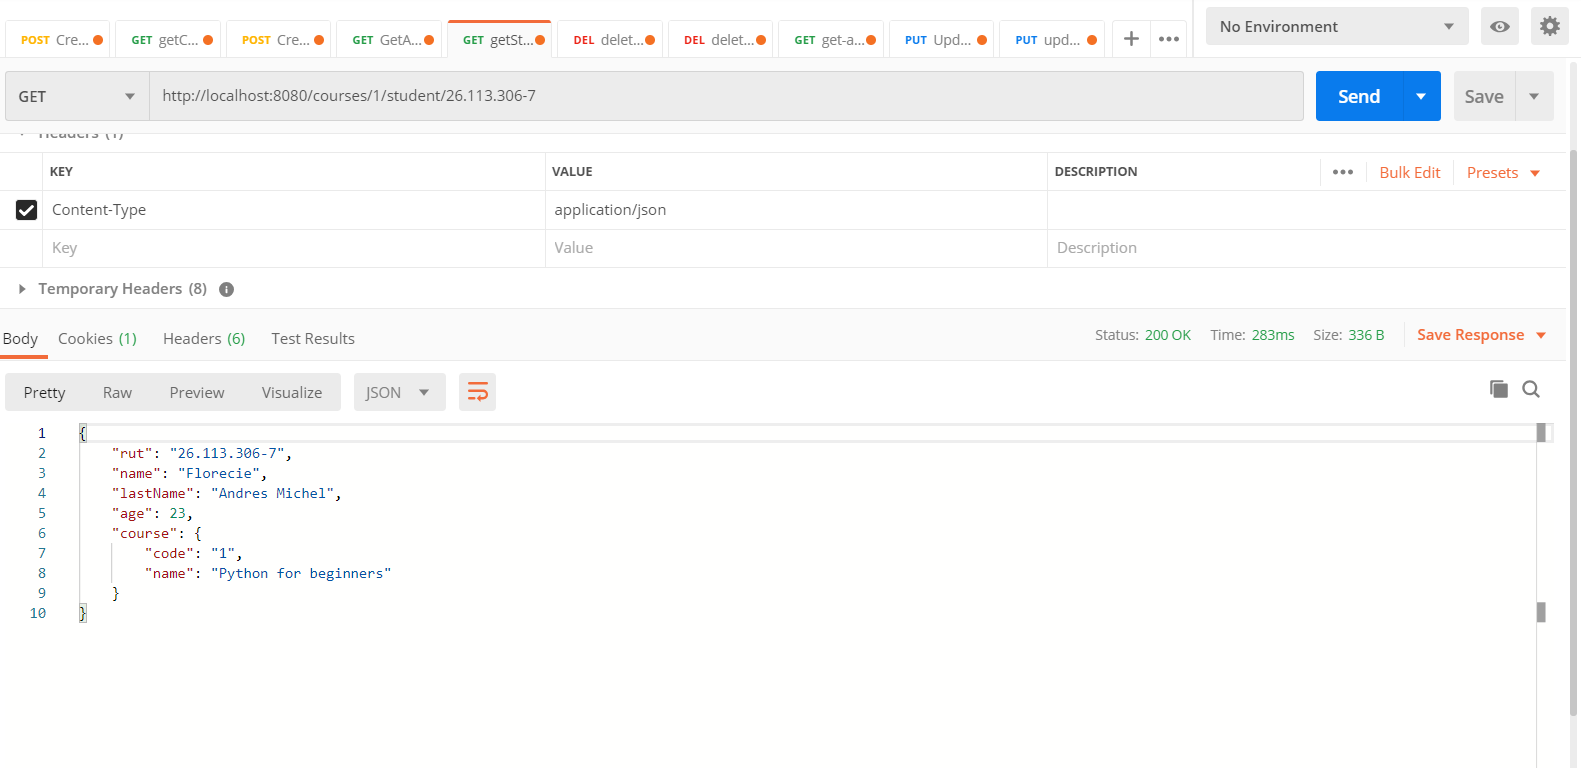 POST Cre... GET getC... POST Cre... GET GetA... GET getSt... DEL delet... DEL delet... GET get-a... PUT Upd... PUT upd... + ••• No Environment
GET http://localhost:8080/courses/1/student/26.113.306-7 Send Save
Headers (1)
KEY VALUE DESCRIPTION ••• Bulk Edit Presets
Content-Type application/json
Key Value Description
Temporary Headers (8)
Body Cookies (1) Headers (6) Test Results Status: 200 OK Time: 283ms Size: 336 B Save Response
Pretty Raw Preview Visualize JSON
1 {
2 "rut": "26.113.306-7",
3 "name": "Florecie",
4 "lastName": "Andres Michel",
5 "age": 23,
6 "course": {
7 "code": "1",
8 "name": "Python for beginners"
9 }
10 }